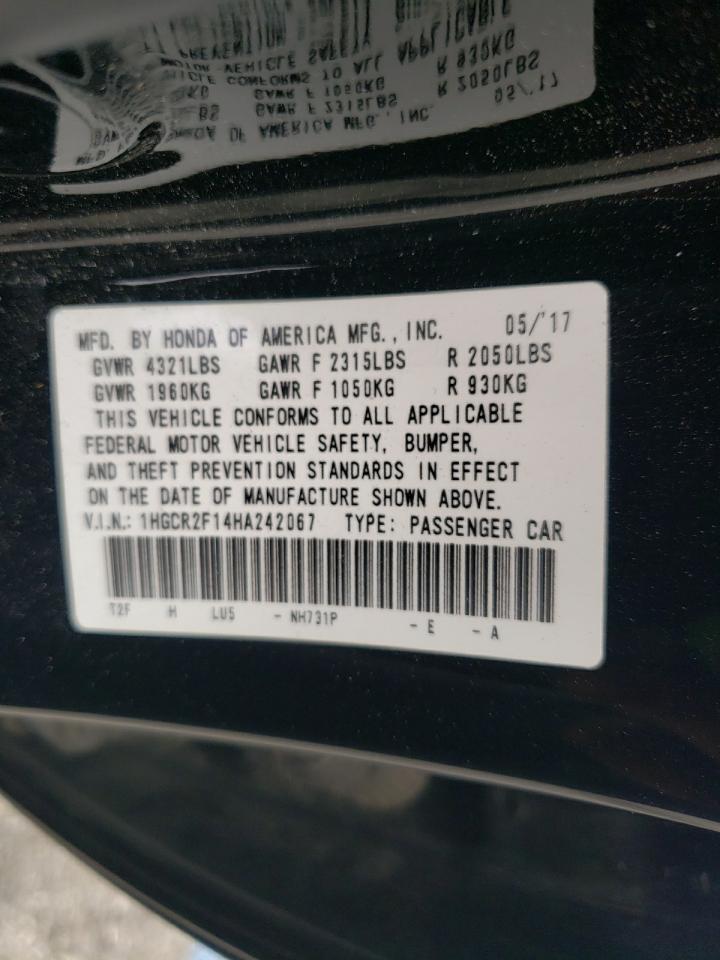 MFD. BY HONDA OF AMERICA MFG., INC. 05/'17
GVWR 4321LBS GAWR F 2315LBS R 2050LBS
GVWR 1960KG GAWR F 1050KG R 930KG
THIS VEHICLE CONFORMS TO ALL APPLICABLE
FEDERAL MOTOR VEHICLE SAFETY, BUMPER,
AND THEFT PREVENTION STANDARDS IN EFFECT
ON THE DATE OF MANUFACTURE SHOWN ABOVE.
V.I.N.: 1HGCR2F14HA242067 TYPE: PASSENGER CAR
T2F H LU5 - NH731P - E - A